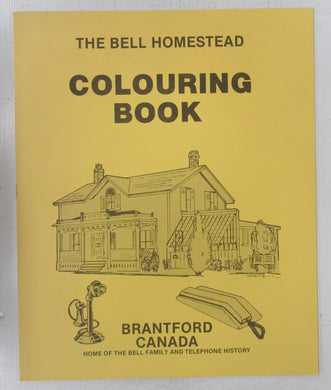 THE BELL HOMESTEAD
COLOURING
BOOK
BRANTFORD
CANADA
HOME OF THE BELL FAMILY AND TELEPHONE HISTORY